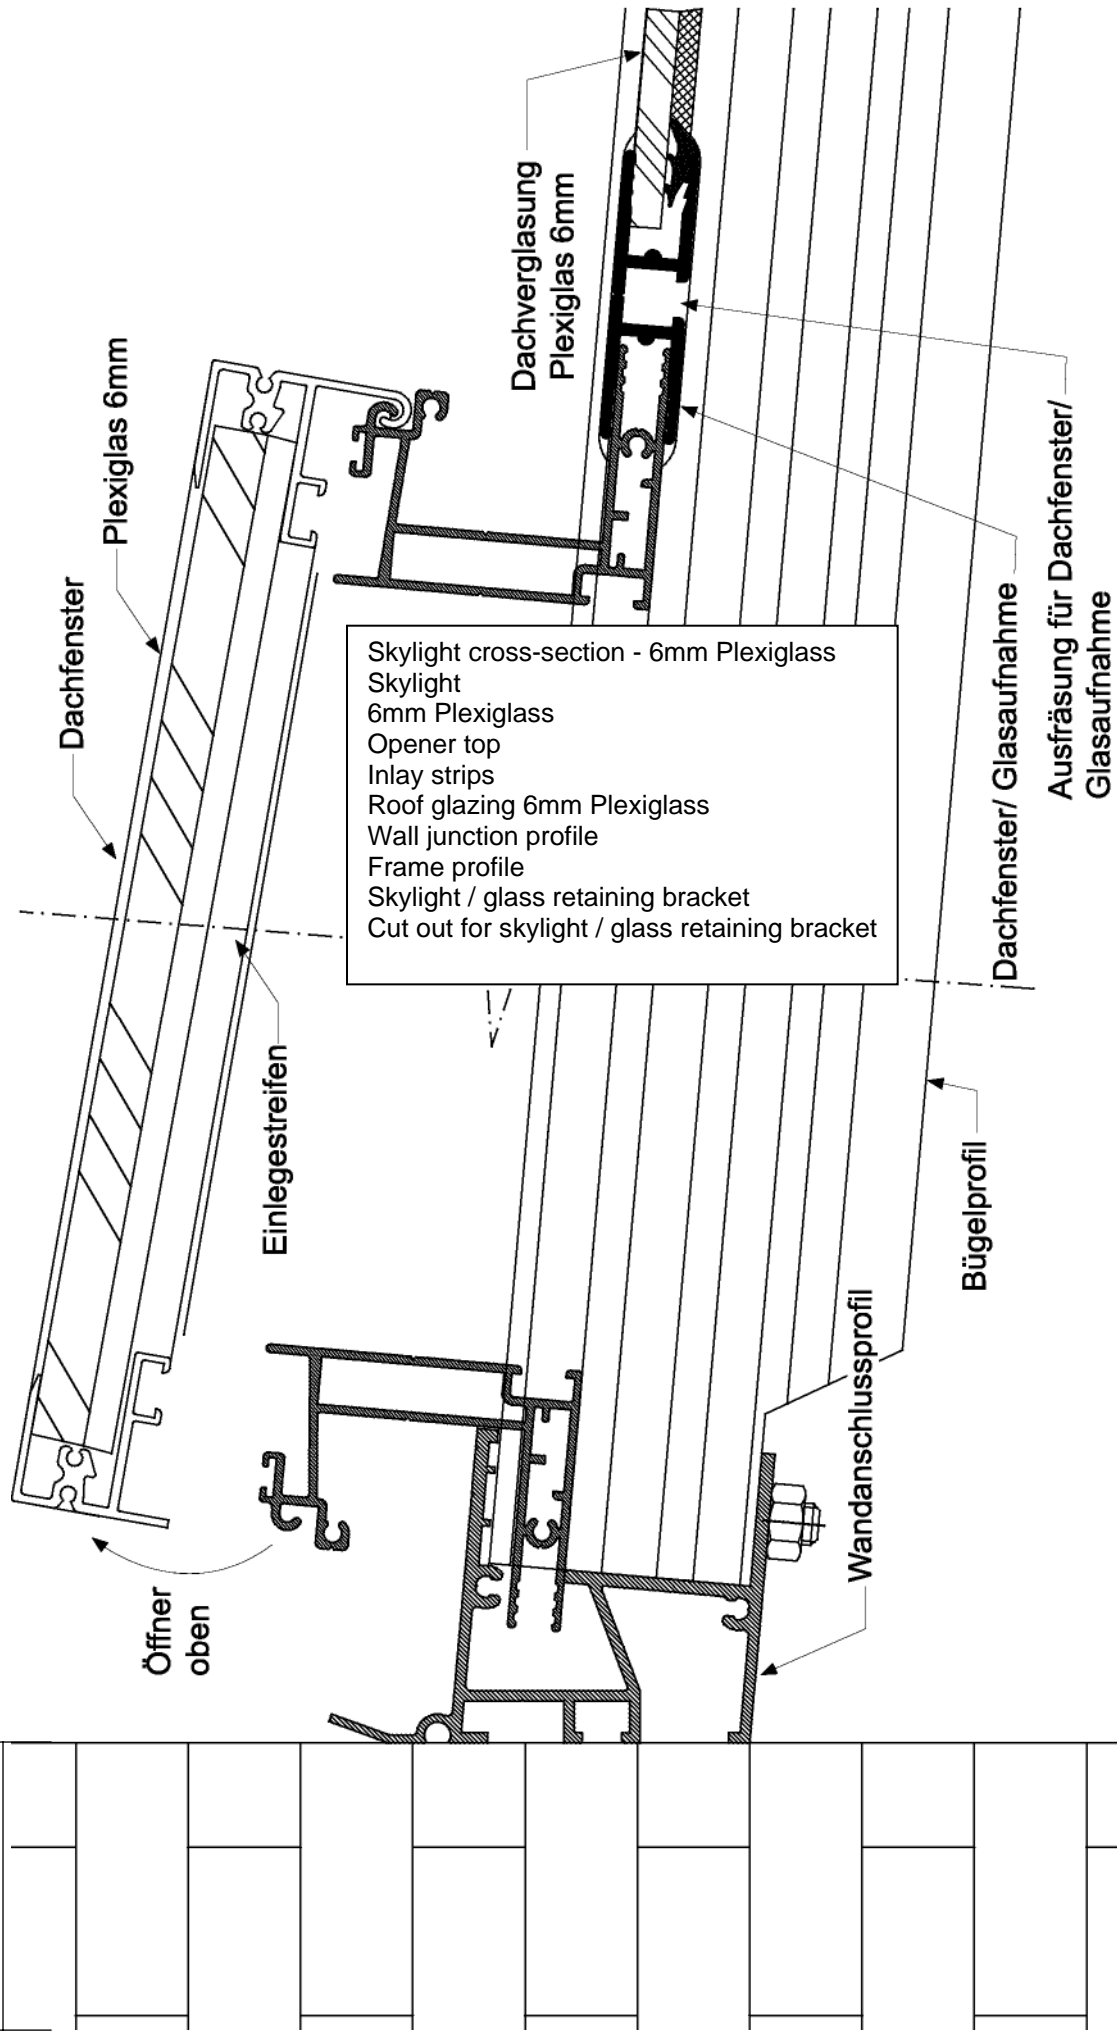 Dachfenster
Plexiglas 6mm
Öffner
oben
Einlegestreifen
Dachverglasung
Plexiglas 6mm
Skylight cross-section - 6mm Plexiglass
Skylight
6mm Plexiglass
Opener top
Inlay strips
Roof glazing 6mm Plexiglass
Wall junction profile
Frame profile
Skylight / glass retaining bracket
Cut out for skylight / glass retaining bracket
Wandanschlussprofil
Bügelprofil
Dachfenster/ Glasaufnahme
Ausfräsung für Dachfenster/
Glasaufnahme